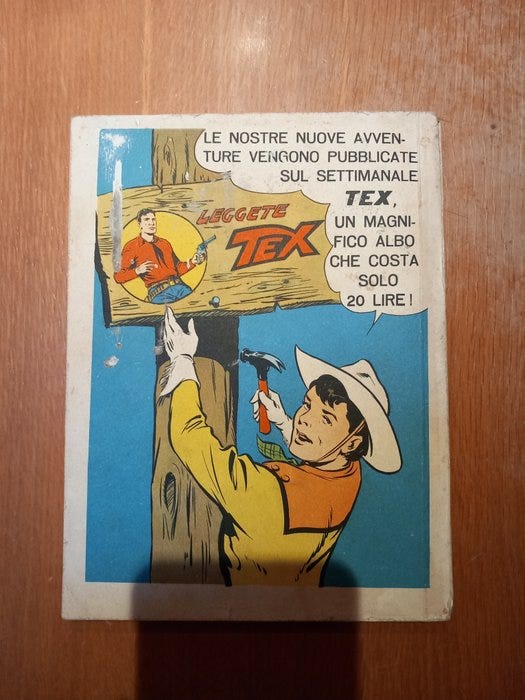 LE NOSTRE NUOVE AVVEN-
TURE VENGONO PUBBLICATE
SUL SETTIMANALE
TEX,
UN MAGNI-
FICO ALBO
CHE COSTA
SOLO
20 LIRE!
LEGGETE
TEX